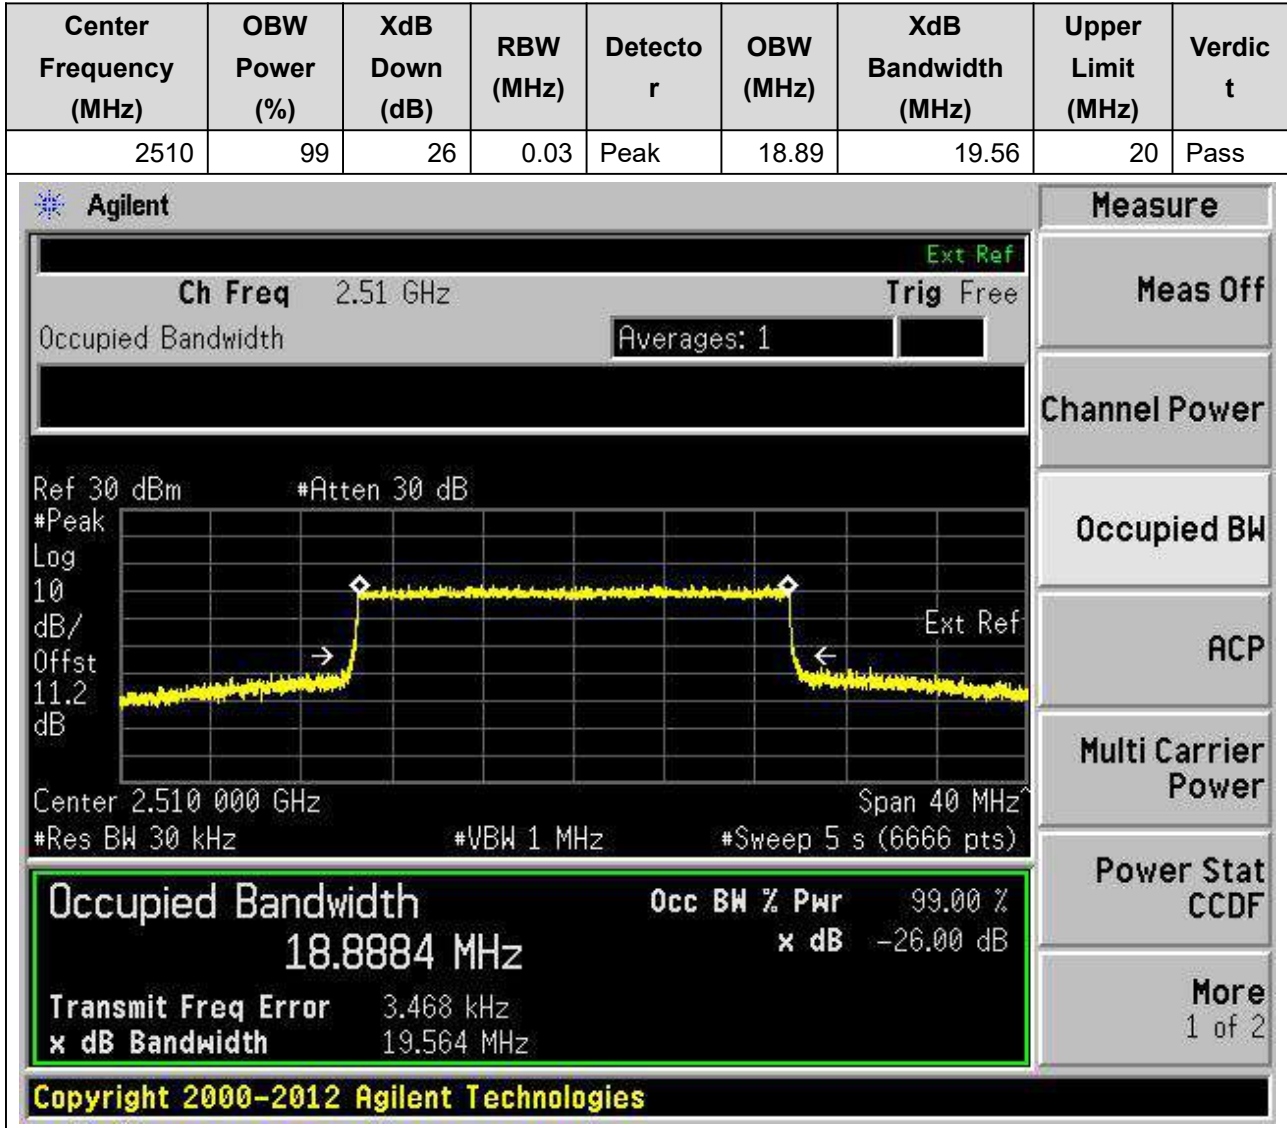 Center Frequency (MHz) OBW Power (%) XdB Down (dB) RBW (MHz) Detector OBW (MHz) XdB Bandwidth (MHz) Upper Limit (MHz) Verdict
2510 99 26 0.03 Peak 18.89 19.56 20 Pass
Agilent
Measure
Ext Ref
Ch Freq 2.51 GHz Trig Free
Meas Off
Occupied Bandwidth Averages: 1
Channel Power
Ref 30 dBm #Atten 30 dB
#Peak
Log
10
dB/
Offst
11.2
dB
Ext Ref
Occupied BW
ACP
Center 2.510 000 GHz Span 40 MHz^
#Res BW 30 kHz #VBW 1 MHz #Sweep 5 s (6666 pts)
Multi Carrier
Power
Occupied Bandwidth Occ BW % Pwr 99.00 %
18.8884 MHz x dB -26.00 dB
Power Stat
CCDF
Transmit Freq Error 3.468 kHz
x dB Bandwidth 19.564 MHz
More
1 of 2
Copyright 2000-2012 Agilent Technologies